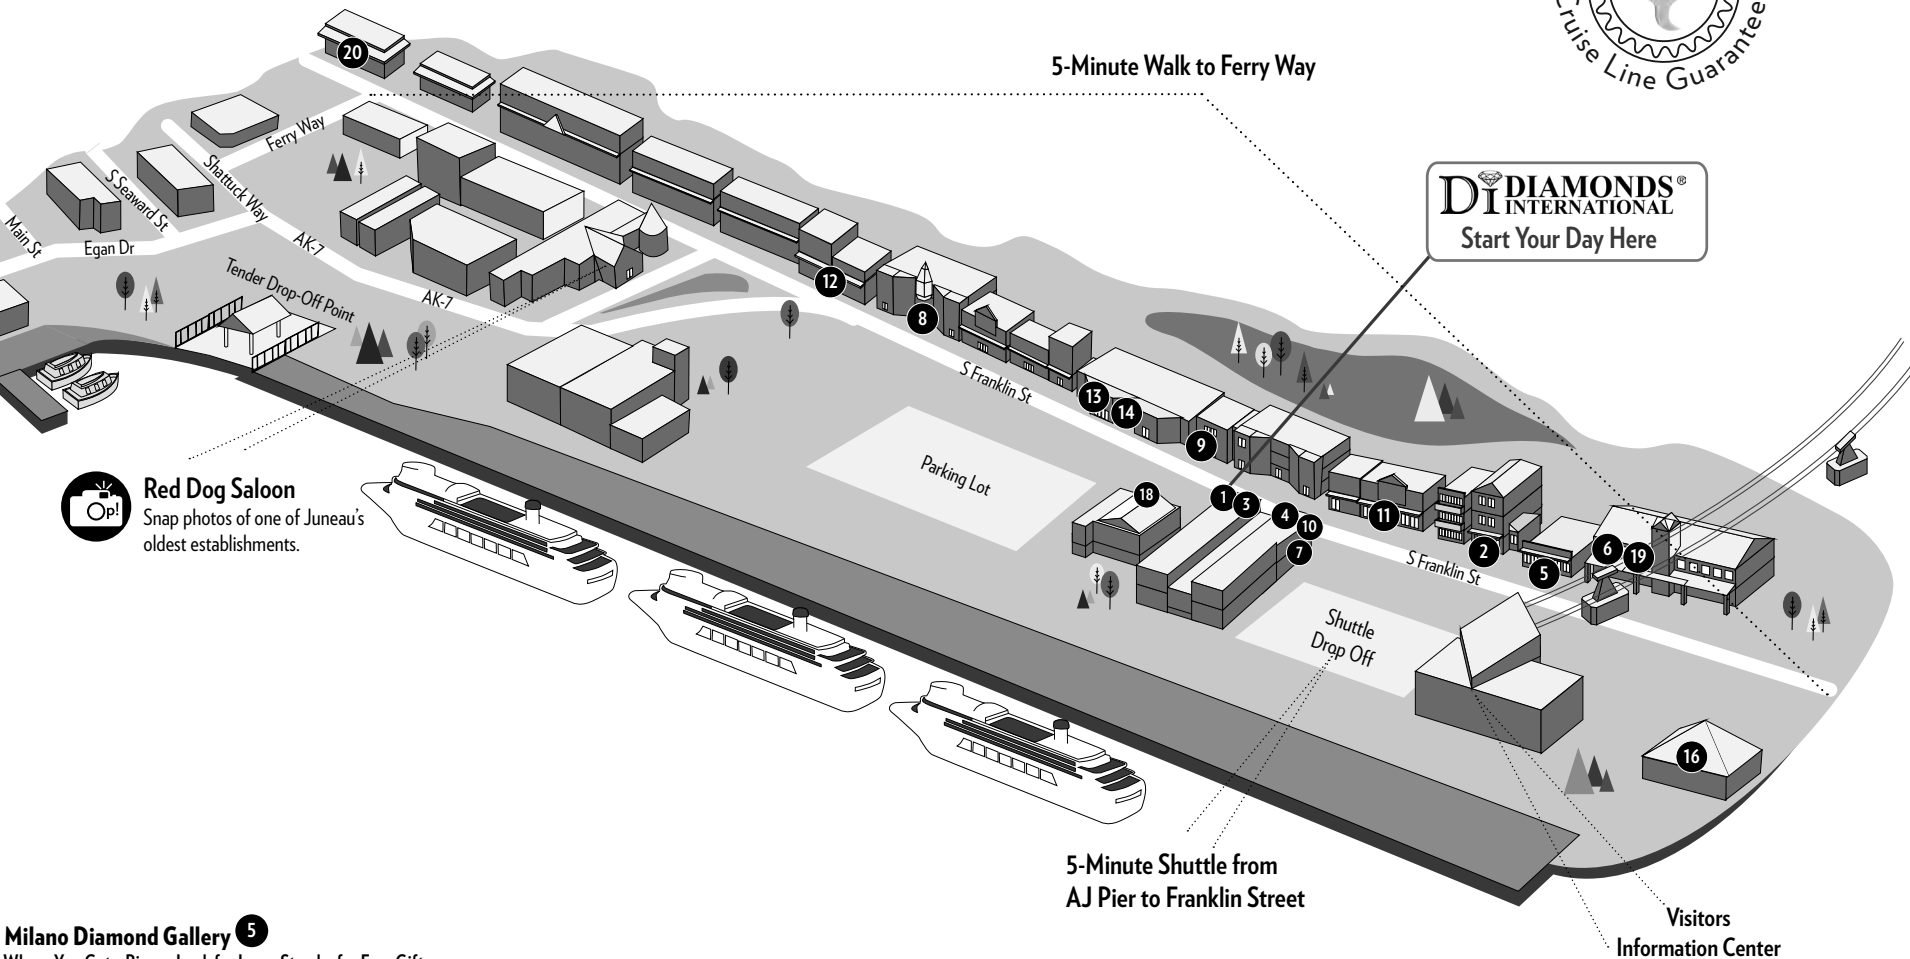 Cruise Line Guarantee
20
5-Minute Walk to Ferry Way
Ferry Way
Shattuck Way
S Seaward St
Main St
Egan Dr
AK-7
Tender Drop-Off Point
AK-7
DI DIAMONDS®
INTERNATIONAL
Start Your Day Here
12
8
S Franklin St
13
14
9
Parking Lot
18
1
3
4
10
7
11
2
5
6
19
S Franklin St
Shuttle
Drop Off
16
Op!
Red Dog Saloon
Snap photos of one of Juneau's
oldest establishments.
5-Minute Shuttle from
AJ Pier to Franklin Street
Visitors
Information Center
Milano Diamond Gallery 5